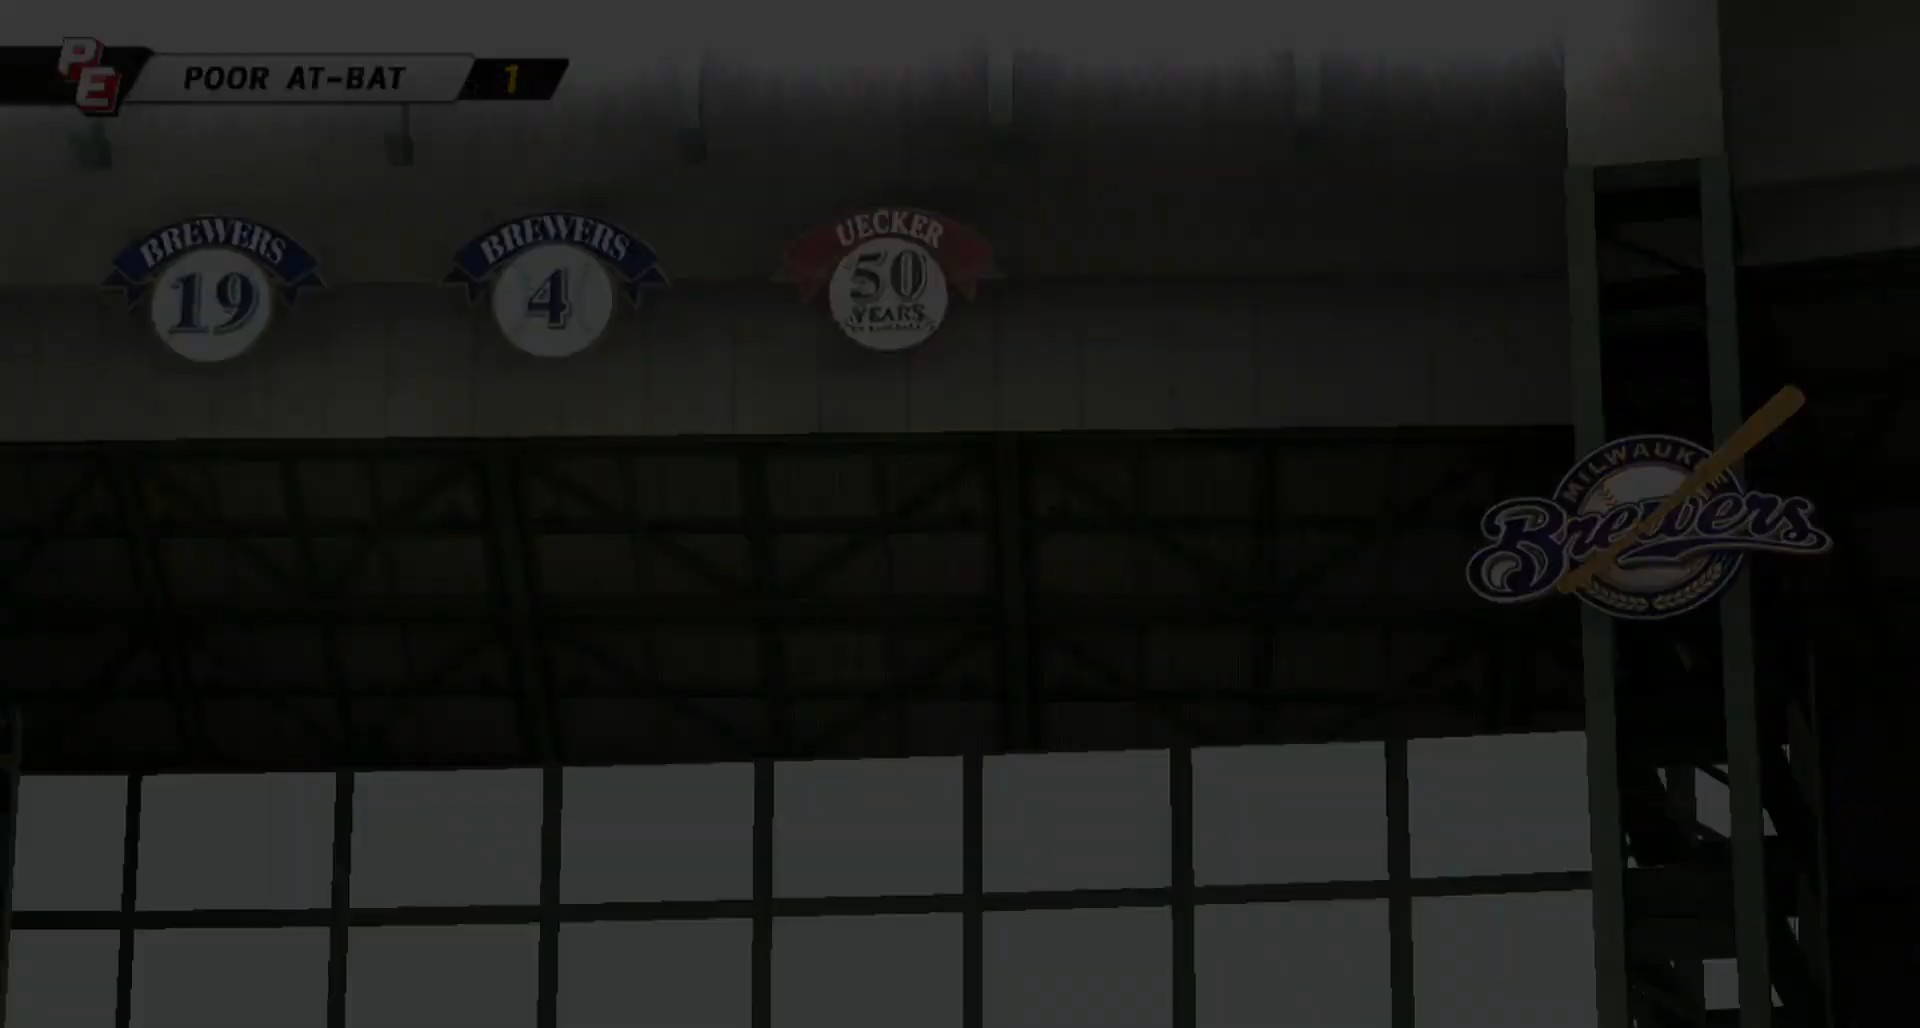 PE
POOR AT-BAT 1
BREWERS
19
BREWERS
4
UECKER
50
YEARS
MILWAUK
Brewers